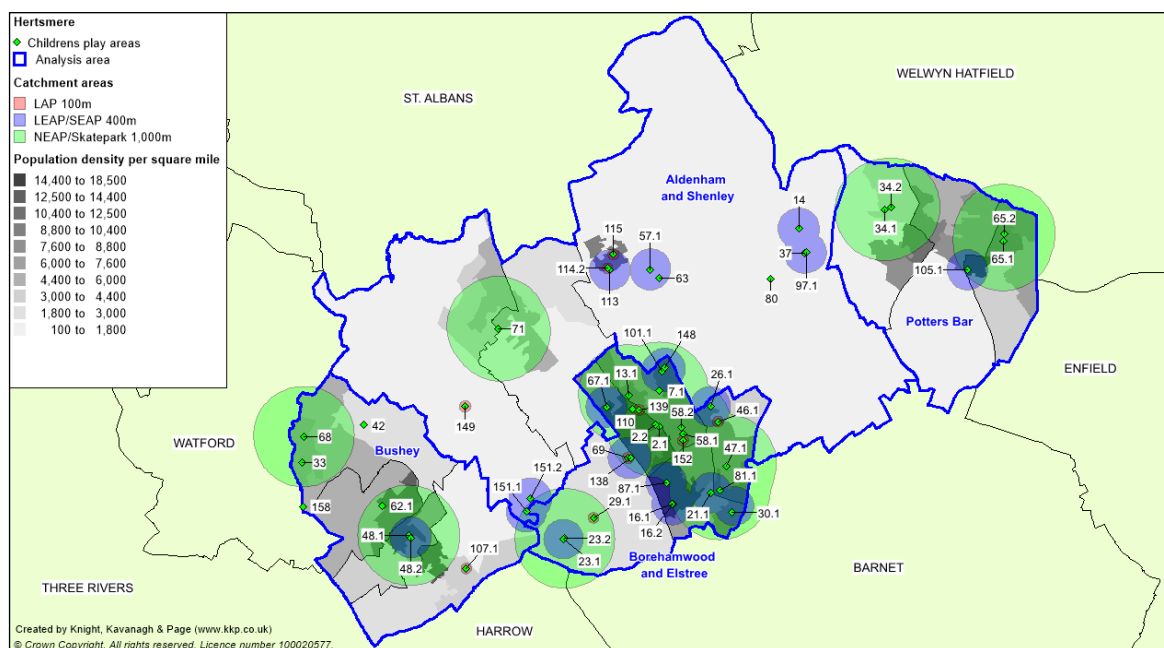 Hertsmere
Childrens play areas
Analysis area
Catchment areas
LAP 100m
LEAP/SEAP 400m
NEAP/Skatepark 1,000m
Population density per square mile
14,400 to 18,500
12,500 to 14,400
10,400 to 12,500
8,800 to 10,400
7,600 to 8,800
6,000 to 7,600
4,400 to 6,000
3,000 to 4,400
1,800 to 3,000
100 to 1,800
WELWYN HATFIELD
ST. ALBANS
Aldenham
and Shenley
34.2
14
34.1
65.2
115
57.1
114.2
37
65.1
105.1
113
63
97.1
80
Potters Bar
71
101.1
148
ENFIELD
13.1
26.1
67.1
7.1
139
58.2
46.1
149
110
42
WATFORD
68
2.2
2.1
58.1
47.1
Bushey
69
152
33
151.2
138
81.1
151.1
87.1
158
62.1
29.1
16.1
21.1
30.1
48.1
23.2
16.2
107.1
48.2
23.1
Borehamwood
and Elstree
BARNET
THREE RIVERS
HARROW
Created by Knight, Kavanagh & Page (www.kkp.co.uk)
© Crown Copyright. All rights reserved. Licence number 100020577.